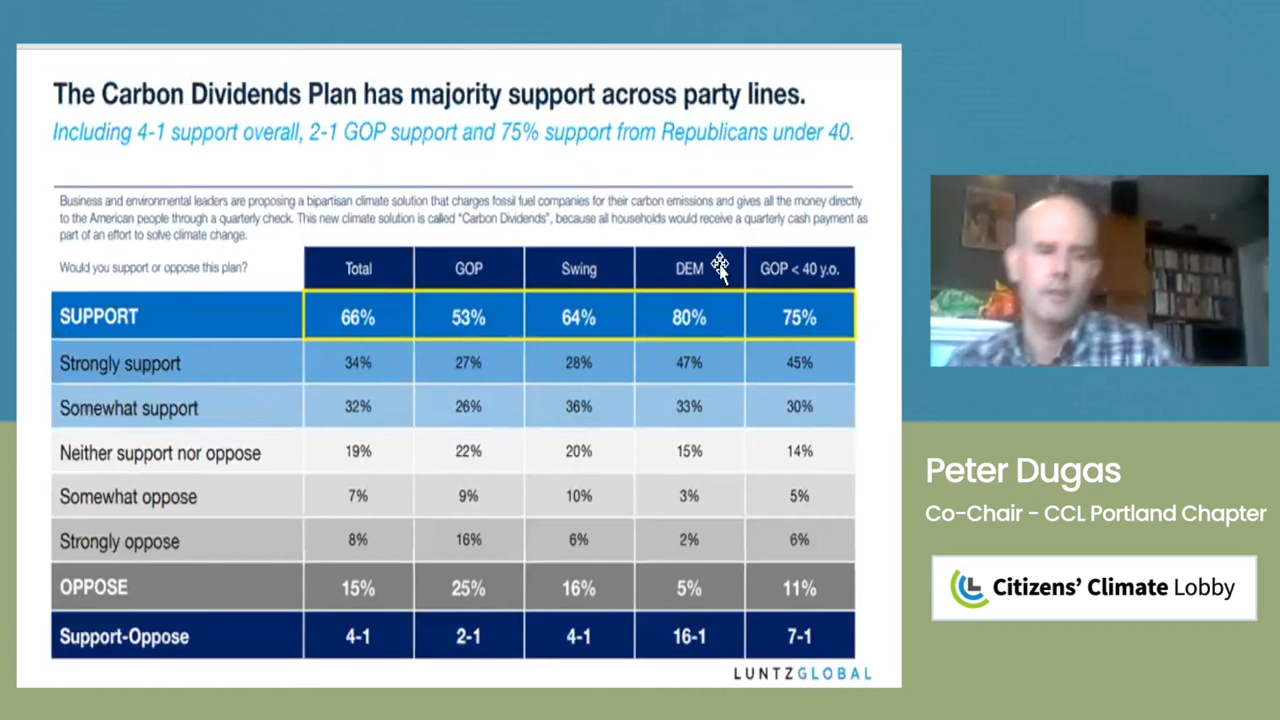 The Carbon Dividends Plan has majority support across party lines.
Including 4-1 support overall, 2-1 GOP support and 75% support from Republicans under 40.
Business and environmental leaders are proposing a bipartisan climate solution that charges fossil fuel companies for their carbon emissions and gives all the money directly
to the American people through a quarterly check. This new climate solution is called "Carbon Dividends", because all households would receive a quarterly cash payment as
part of an effort to solve climate change.
Would you support or oppose this plan? Total GOP Swing DEM GOP < 40 y.o.
SUPPORT 66% 53% 64% 80% 75%
Strongly support 34% 27% 28% 47% 45%
Somewhat support 32% 26% 36% 33% 30%
Neither support nor oppose 19% 22% 20% 15% 14%
Somewhat oppose 7% 9% 10% 3% 5%
Strongly oppose 8% 16% 6% 2% 6%
OPPOSE 15% 25% 16% 5% 11%
Support-Oppose 4-1 2-1 4-1 16-1 7-1
LUNTZGLOBAL
Peter Dugas
Co-Chair - CCL Portland Chapter
Citizens' Climate Lobby